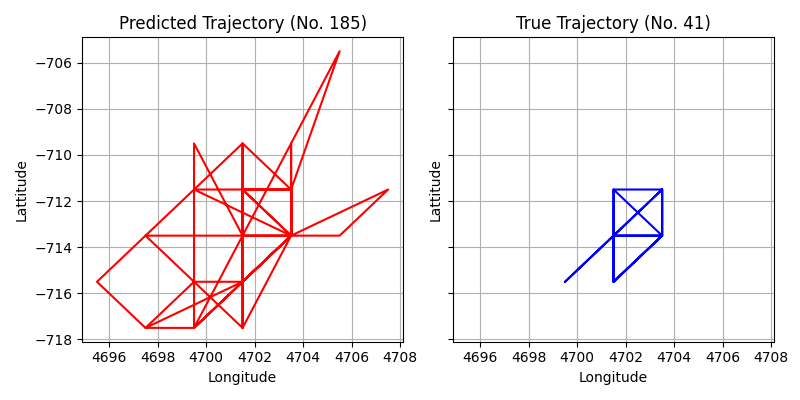 Predicted Trajectory (No. 185)
−706
−708
−710
−712
−714
−716
−718
Lattitude
4696 4698 4700 4702 4704 4706 4708
Longitude
True Trajectory (No. 41)
Lattitude
4696 4698 4700 4702 4704 4706 4708
Longitude